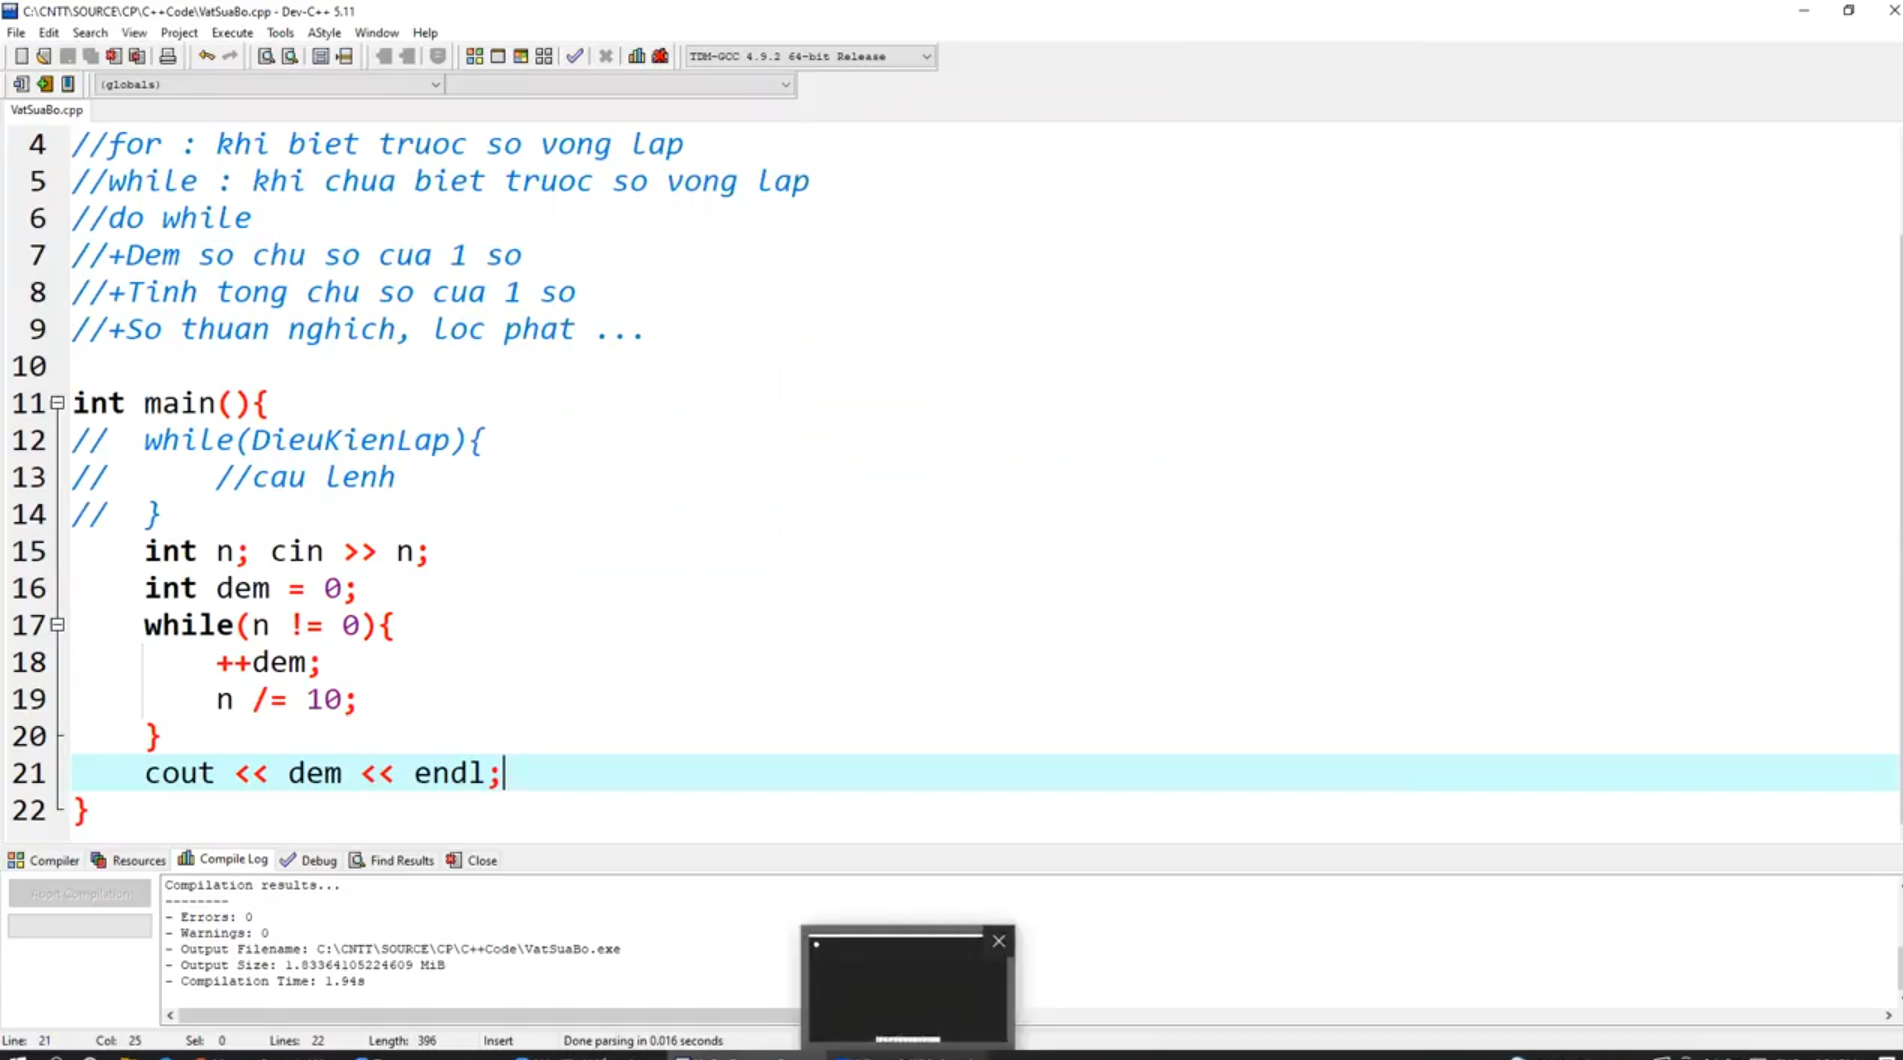 C:\CNTT\SOURCE\CP\C++Code\VatSuaBo.cpp - Dev-C++ 5.11
File Edit Search View Project Execute Tools AStyle Window Help
TDM-GCC 4.9.2 64-bit Release
(globals)
VatSuaBo.cpp
4 //for : khi biet truoc so vong lap
5 //while : khi chua biet truoc so vong lap
6 //do while
7 //+Dem so chu so cua 1 so
8 //+Tinh tong chu so cua 1 so
9 //+So thuan nghich, loc phat ...
10
11 int main(){
12 // while(DieuKienLap){
13 // //cau lenh
14 // }
15 int n; cin >> n;
16 int dem = 0;
17 while(n != 0){
18 ++dem;
19 n /= 10;
20 }
21 cout << dem << endl;
22 }
Compiler Resources Compile Log Debug Find Results Close
Abort Compilation
Compilation results...
--------
- Errors: 0
- Warnings: 0
- Output Filename: C:\CNTT\SOURCE\CP\C++Code\VatSuaBo.exe
- Output Size: 1.83364105224609 MiB
- Compilation Time: 1.94s
Line: 21 Col: 25 Sel: 0 Lines: 22 Length: 396 Insert Done parsing in 0.016 seconds